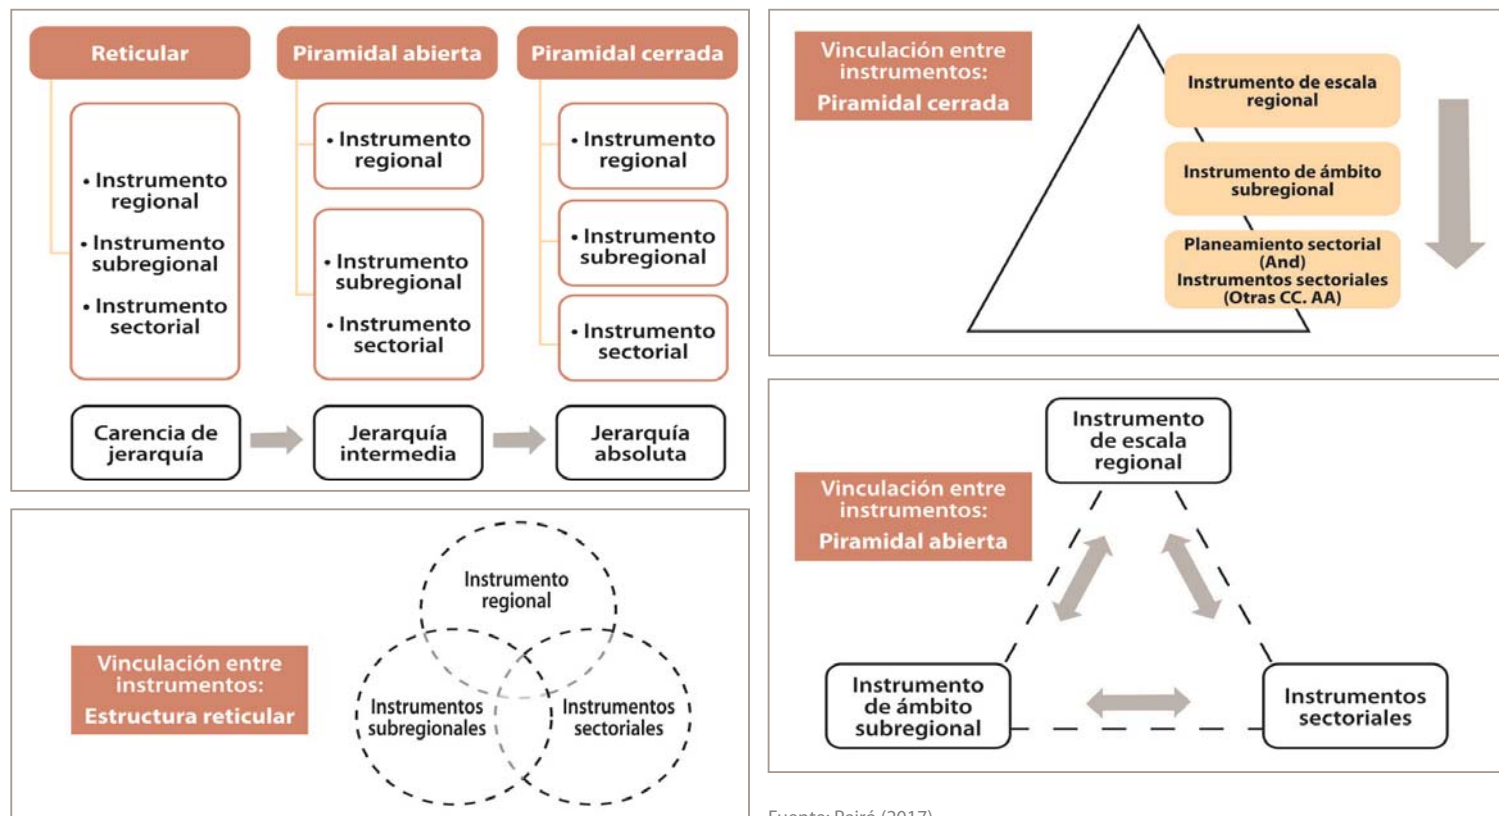 Reticular
Piramidal abierta
Piramidal cerrada
• Instrumento
regional
• Instrumento
subregional
• Instrumento
sectorial
• Instrumento
regional
• Instrumento
subregional
• Instrumento
sectorial
• Instrumento
regional
• Instrumento
subregional
• Instrumento
sectorial
Carencia de
jerarquía
Jerarquía
intermedia
Jerarquía
absoluta
Vinculación entre
instrumentos:
Estructura reticular
Instrumento
regional
Instrumentos
subregionales
Instrumentos
sectoriales
Vinculación entre
instrumentos:
Piramidal cerrada
Instrumento de escala
regional
Instrumento de ámbito
subregional
Planeamiento sectorial
(And)
Instrumentos sectoriales
(Otras CC. AA)
Vinculación entre
instrumentos:
Piramidal abierta
Instrumento
de escala
regional
Instrumento
de ámbito
subregional
Instrumentos
sectoriales
Fuente: Peiró (2017)